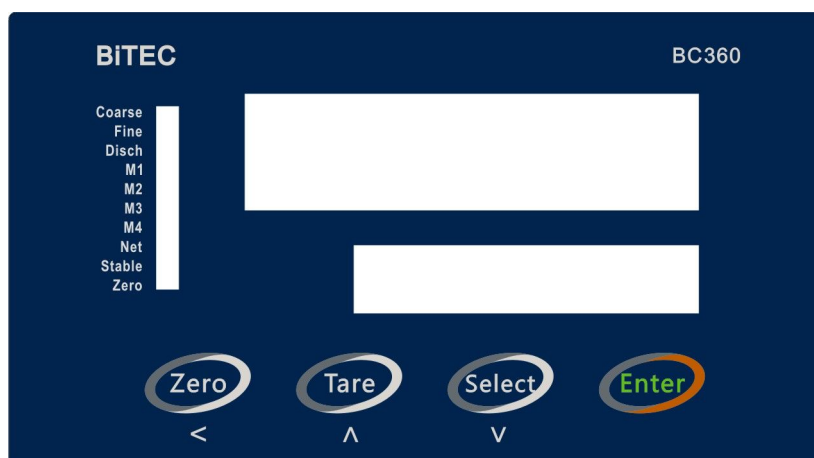 BiTEC
BC360
Coarse
Fine
Disch
M1
M2
M3
M4
Net
Stable
Zero
Zero Tare Select Enter
< ʌ v